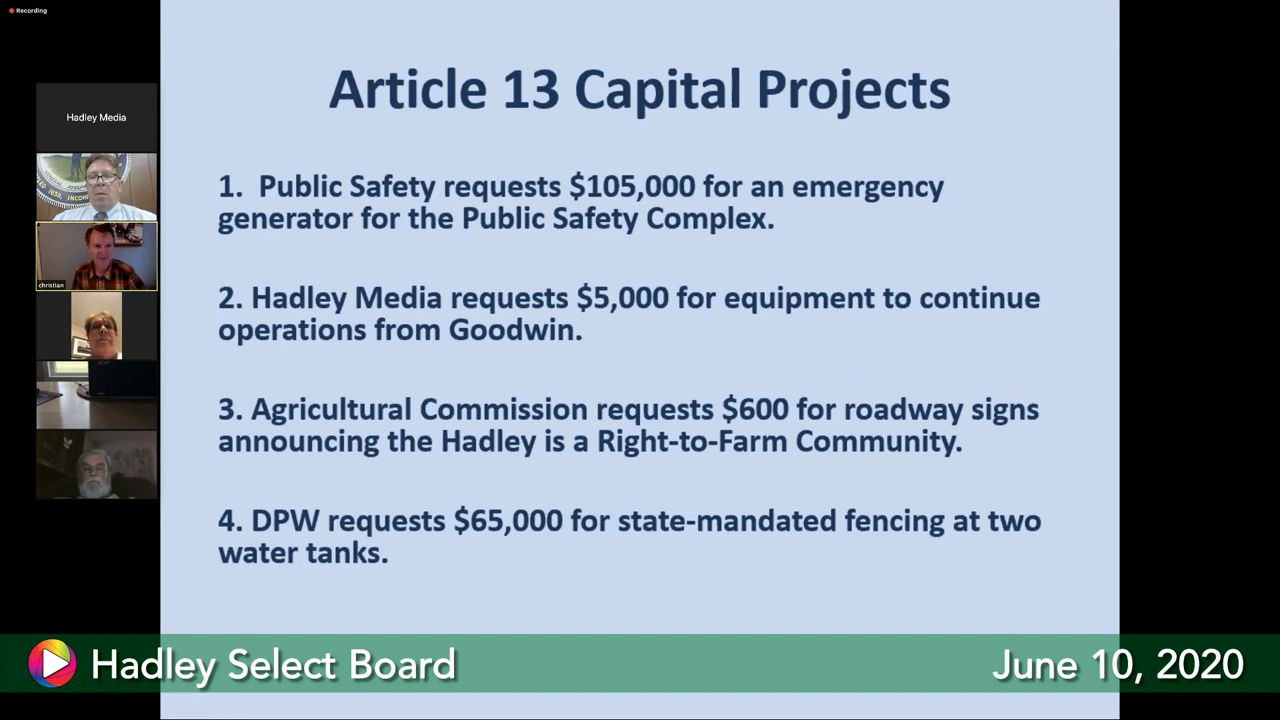 Recording
Hadley Media
christian
Article 13 Capital Projects
1. Public Safety requests $105,000 for an emergency
generator for the Public Safety Complex.
2. Hadley Media requests $5,000 for equipment to continue
operations from Goodwin.
3. Agricultural Commission requests $600 for roadway signs
announcing the Hadley is a Right-to-Farm Community.
4. DPW requests $65,000 for state-mandated fencing at two
water tanks.
Hadley Select Board
June 10, 2020